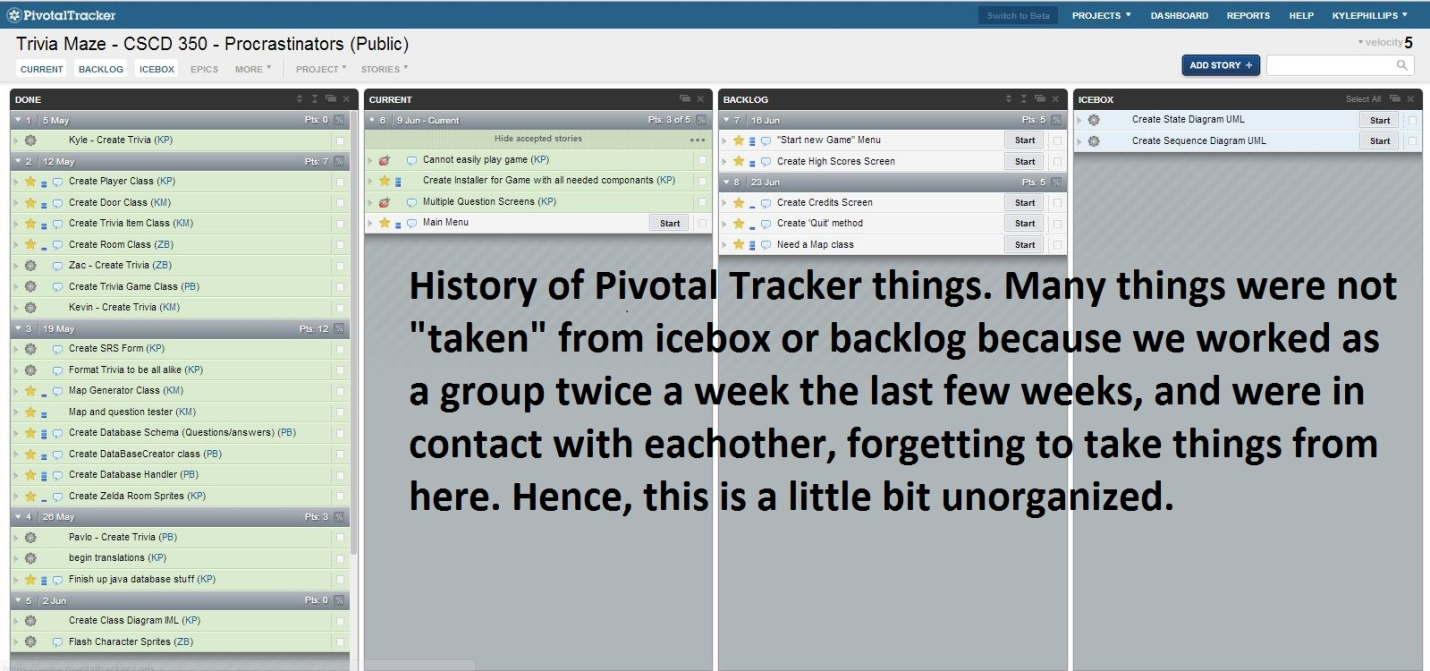 PivotalTracker
Switch to Beta PROJECTS DASHBOARD REPORTS HELP KYLEPHILLIPS
Trivia Maze - CSCD 350 - Procrastinators (Public)
velocity 5
CURRENT BACKLOG ICEBOX EPICS MORE PROJECT STORIES
ADD STORY +
DONE
1 5 May Pts: 0
Kyle - Create Trivia (KP)
2 12 May Pts: 7
Create Player Class (KP)
Create Door Class (KM)
Create Trivia Item Class (KM)
Create Room Class (ZB)
Zac - Create Trivia (ZB)
Create Trivia Game Class (PB)
Kevin - Create Trivia (KM)
3 19 May Pts: 12
Create SRS Form (KP)
Format Trivia to be all alike (KP)
Map Generator Class (KM)
Map and question tester (KM)
Create Database Schema (Questions/answers) (PB)
Create DataBaseCreator class (PB)
Create Database Handler (PB)
Create Zelda Room Sprites (KP)
4 26 May Pts: 3
Pavlo - Create Trivia (PB)
begin translations (KP)
Finish up java database stuff (KP)
5 2 Jun Pts: 0
Create Class Diagram IML (KP)
Flash Character Sprites (ZB)
CURRENT
6 9 Jun - Current Pts: 3 of 5
Hide accepted stories
Cannot easily play game (KP)
Create Installer for Game with all needed componants (KP)
Multiple Question Screens (KP)
Main Menu Start
BACKLOG
7 16 Jun Pts: 5
"Start new Game" Menu Start
Create High Scores Screen Start
8 23 Jun Pts: 5
Create Credits Screen Start
Create 'Quit' method Start
Need a Map class Start
ICEBOX Select All
Create State Diagram UML Start
Create Sequence Diagram UML Start
History of Pivotal Tracker things. Many things were not
"taken" from icebox or backlog because we worked as
a group twice a week the last few weeks, and were in
contact with eachother, forgetting to take things from
here. Hence, this is a little bit unorganized.